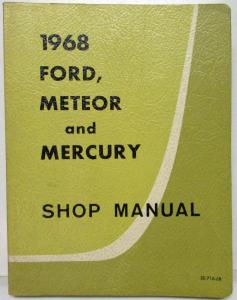 1968
FORD,
METEOR
and
MERCURY
SHOP MANUAL